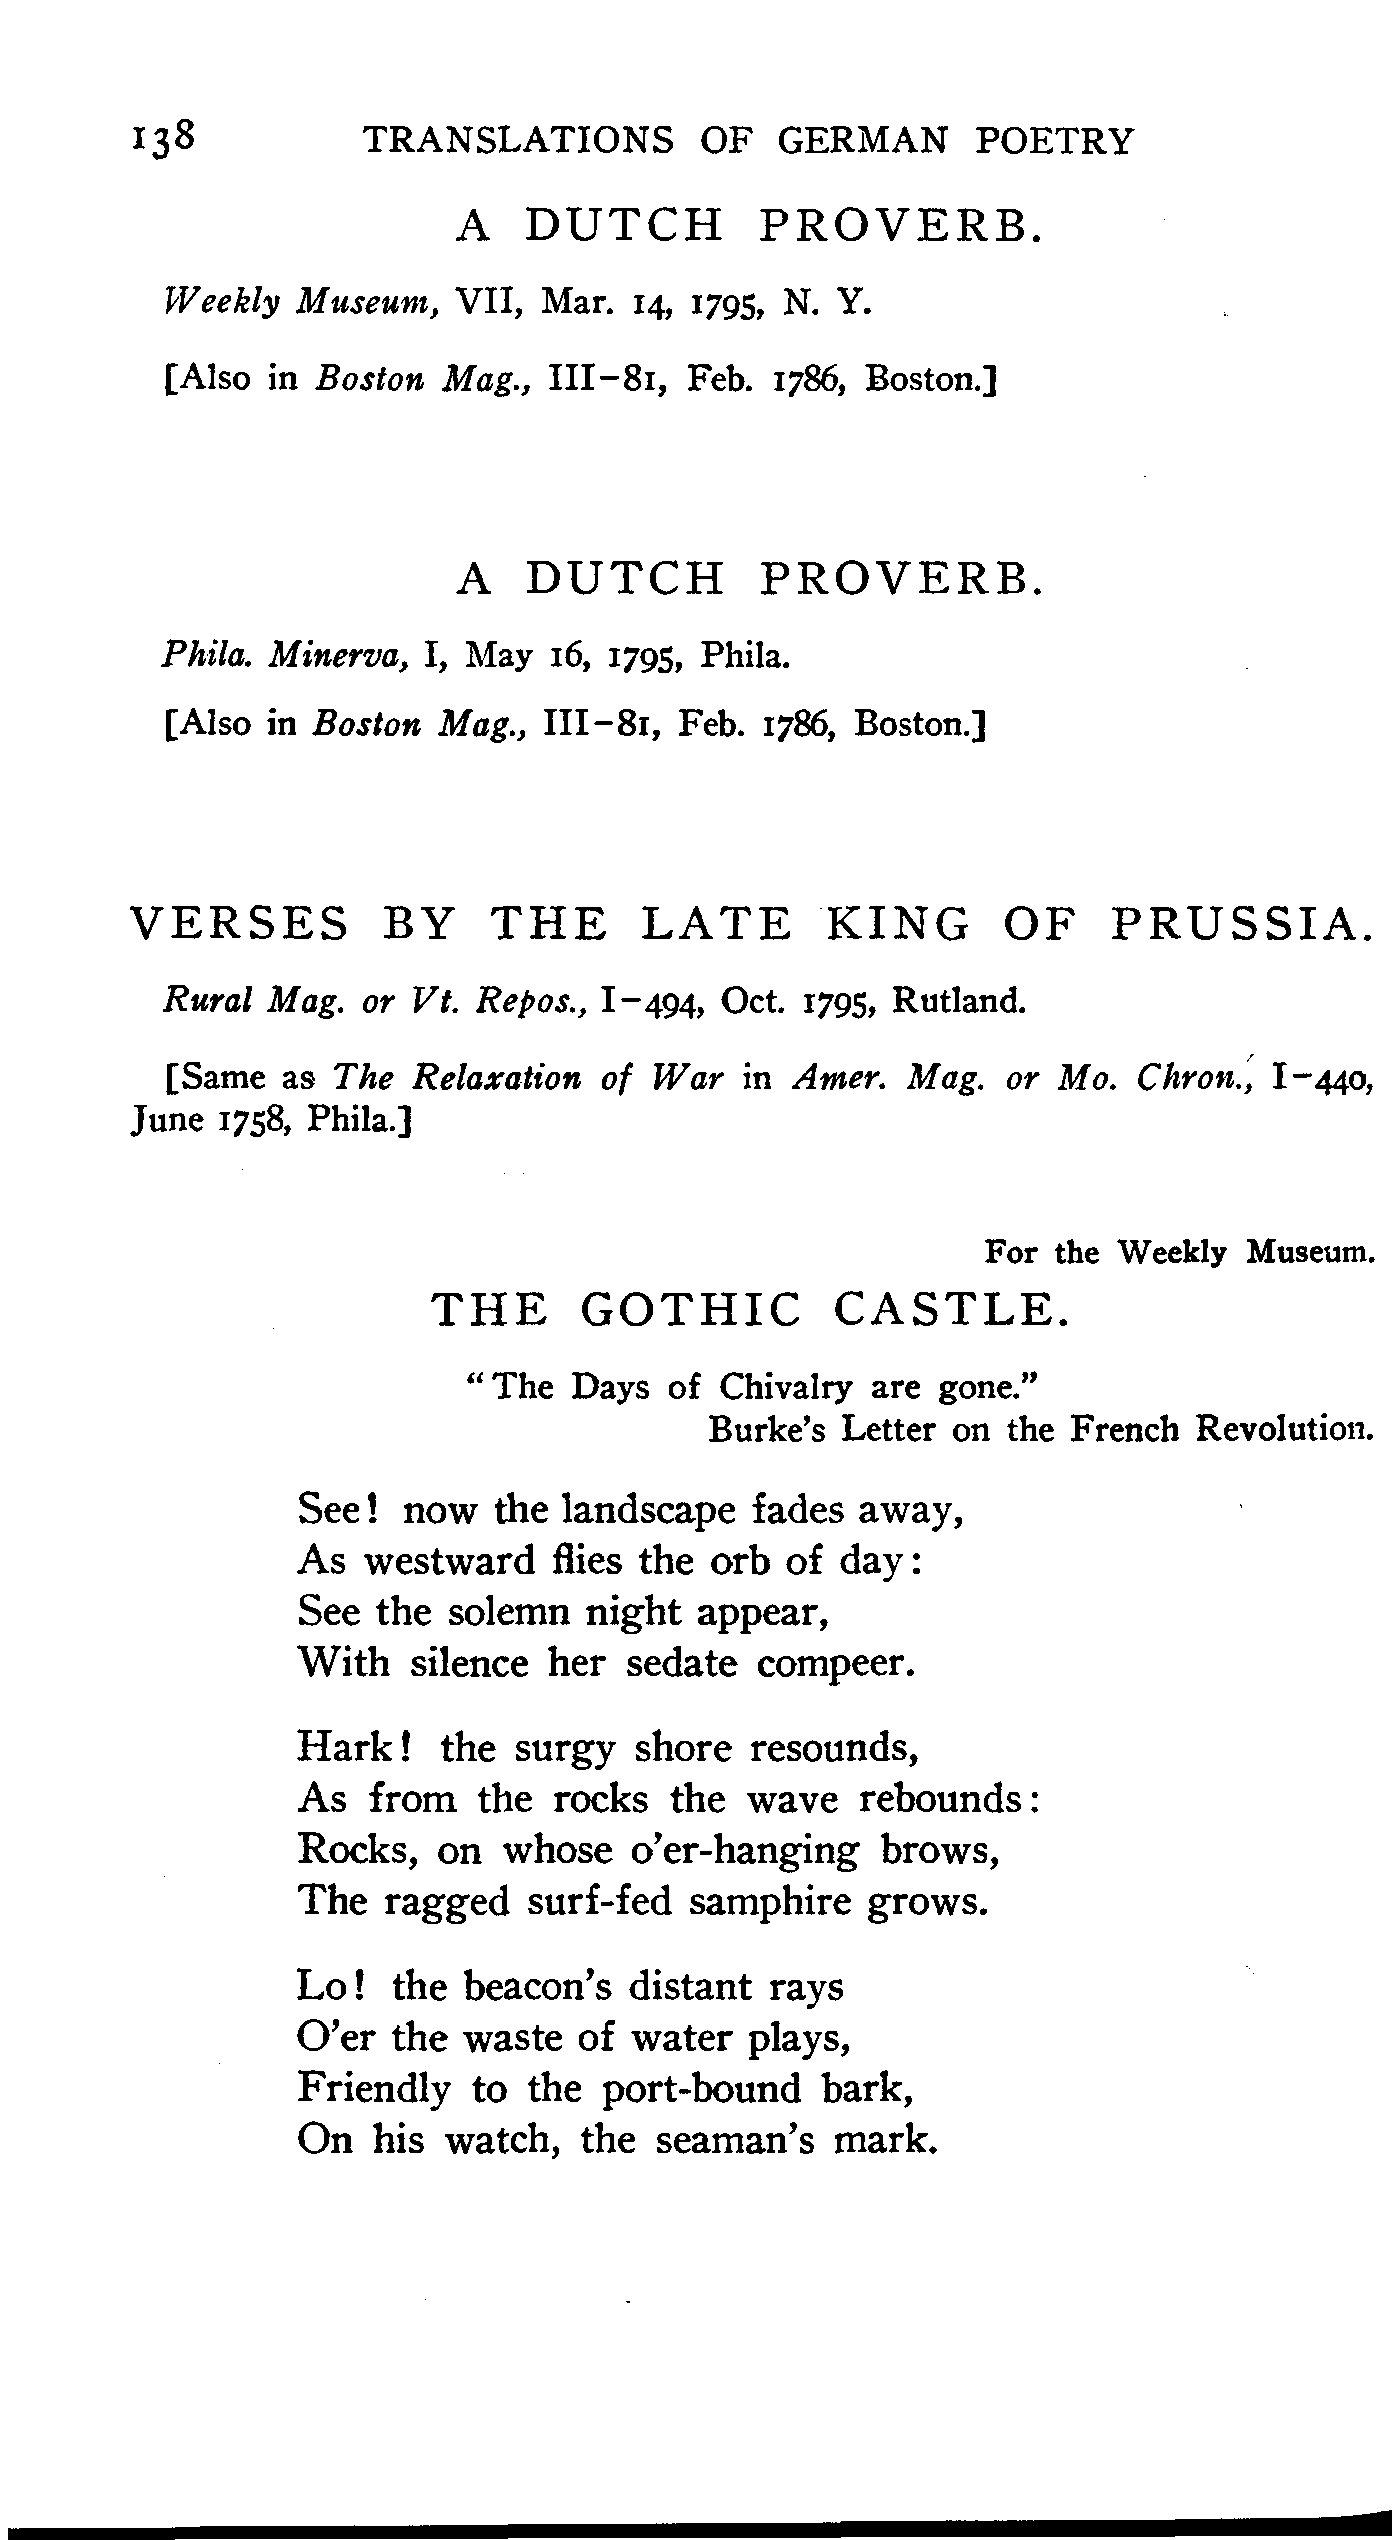 138 TRANSLATIONS OF GERMAN POETRY
A DUTCH PROVERB.
Weekly Museum, VII, Mar. 14, 1795, N. Y.
[Also in Boston Mag., III-81, Feb. 1786, Boston.]
A DUTCH PROVERB.
Phila. Minerva, I, May 16, 1795, Phila.
[Also in Boston Mag., III-81, Feb. 1786, Boston.]
VERSES BY THE LATE KING OF PRUSSIA.
Rural Mag. or Vt. Repos., I-494, Oct. 1795, Rutland.
[Same as The Relaxation of War in Amer. Mag. or Mo. Chron., I-440,
June 1758, Phila.]
For the Weekly Museum.
THE GOTHIC CASTLE.
"The Days of Chivalry are gone."
Burke's Letter on the French Revolution.
See! now the landscape fades away,
As westward flies the orb of day:
See the solemn night appear,
With silence her sedate compeer.
Hark! the surgy shore resounds,
As from the rocks the wave rebounds:
Rocks, on whose o'er-hanging brows,
The ragged surf-fed samphire grows.
Lo! the beacon's distant rays
O'er the waste of water plays,
Friendly to the port-bound bark,
On his watch, the seaman's mark.